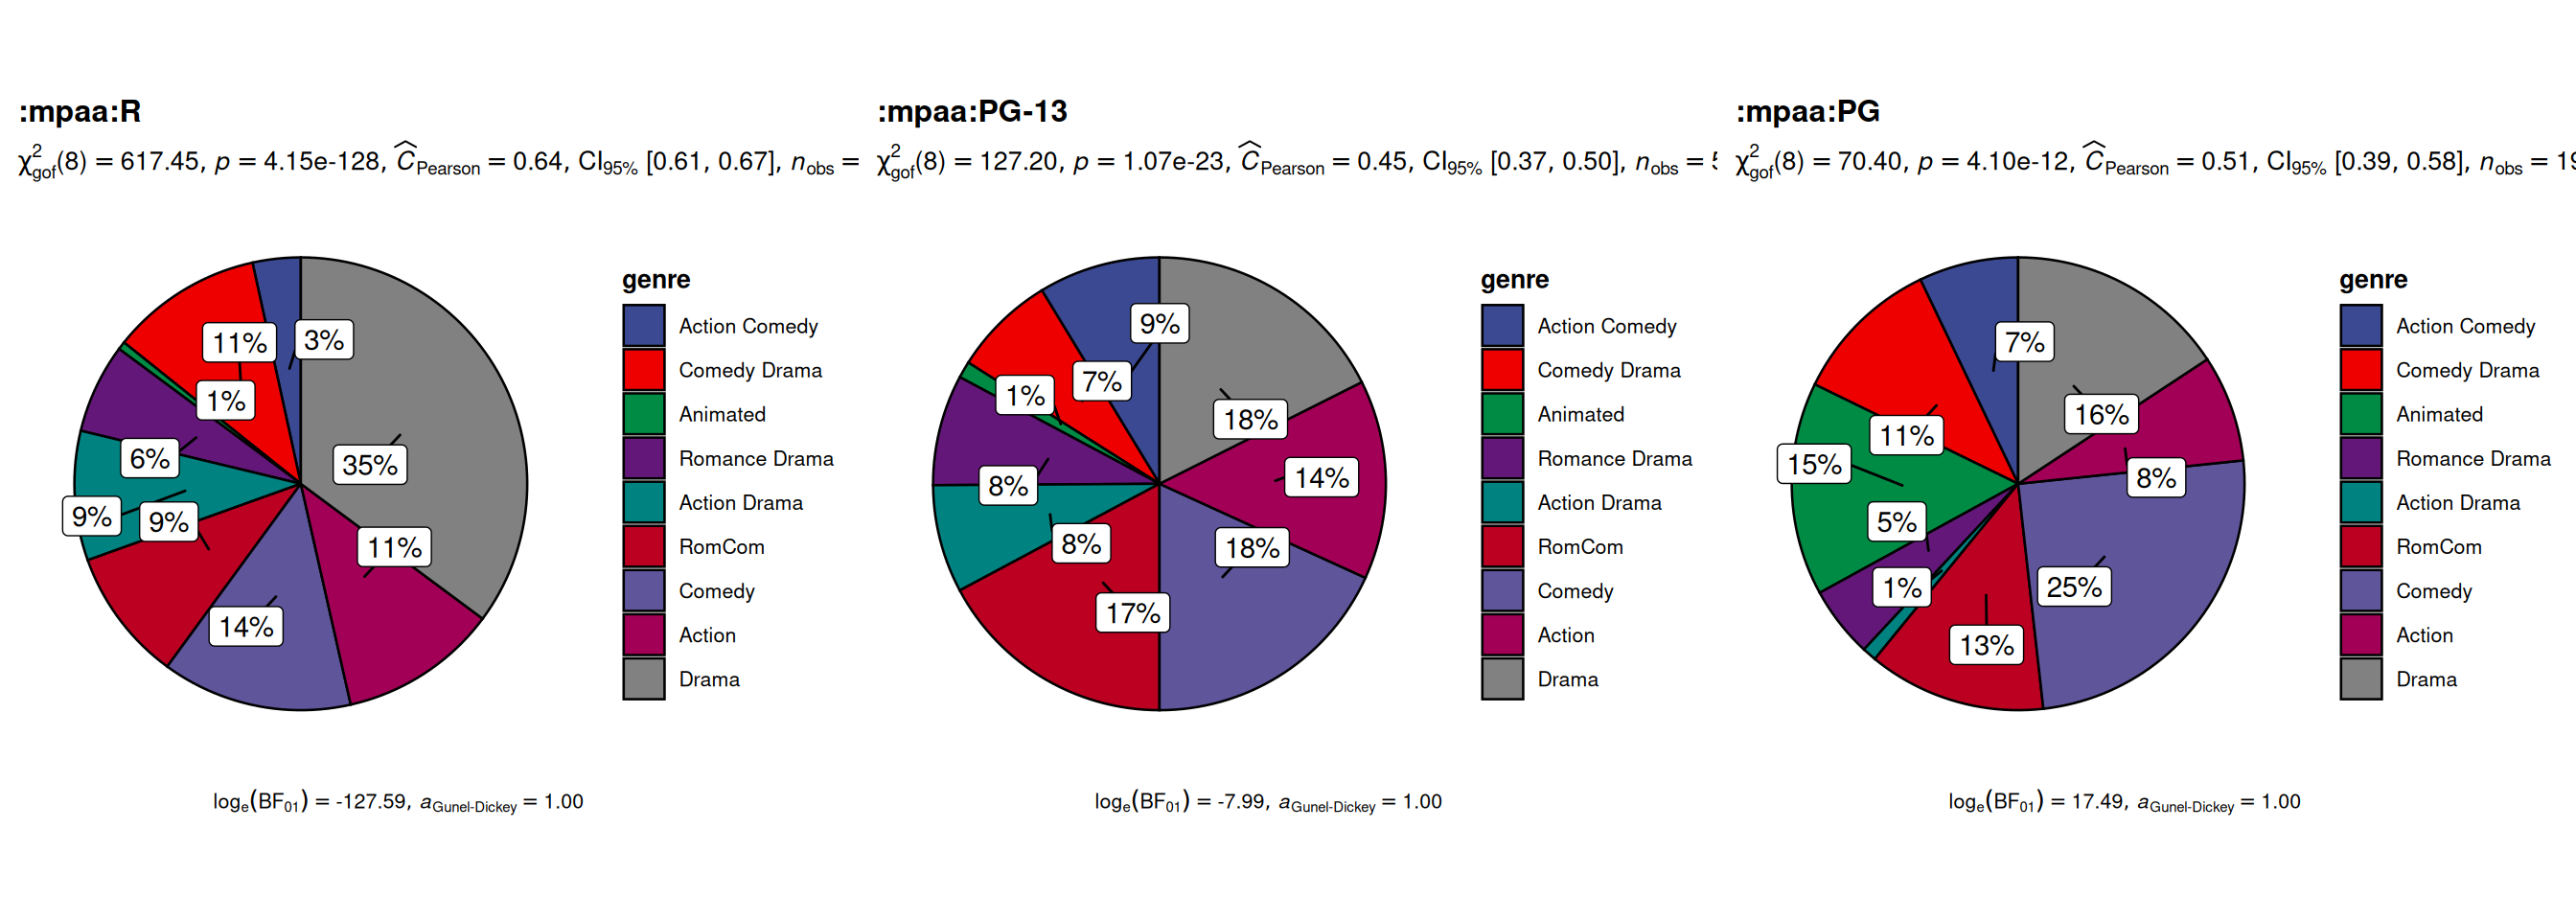 :mpaa:R
χ²gof(8) = 617.45, p = 4.15e-128, ĈPearson = 0.64, CI95% [0.61, 0.67], nobs =
genre
Action Comedy
Comedy Drama
Animated
Romance Drama
Action Drama
RomCom
Comedy
Action
Drama
3%
11%
1%
6%
35%
9%
9%
11%
14%
loge(BF01) = -127.59, aGunel-Dickey = 1.00
:mpaa:PG-13
χ²gof(8) = 127.20, p = 1.07e-23, ĈPearson = 0.45, CI95% [0.37, 0.50], nobs =
genre
Action Comedy
Comedy Drama
Animated
Romance Drama
Action Drama
RomCom
Comedy
Action
Drama
9%
7%
1%
18%
14%
8%
8%
18%
17%
loge(BF01) = -7.99, aGunel-Dickey = 1.00
:mpaa:PG
χ²gof(8) = 70.40, p = 4.10e-12, ĈPearson = 0.51, CI95% [0.39, 0.58], nobs =
genre
Action Comedy
Comedy Drama
Animated
Romance Drama
Action Drama
RomCom
Comedy
Action
Drama
7%
16%
11%
15%
8%
5%
1%
25%
13%
loge(BF01) = 17.49, aGunel-Dickey = 1.00